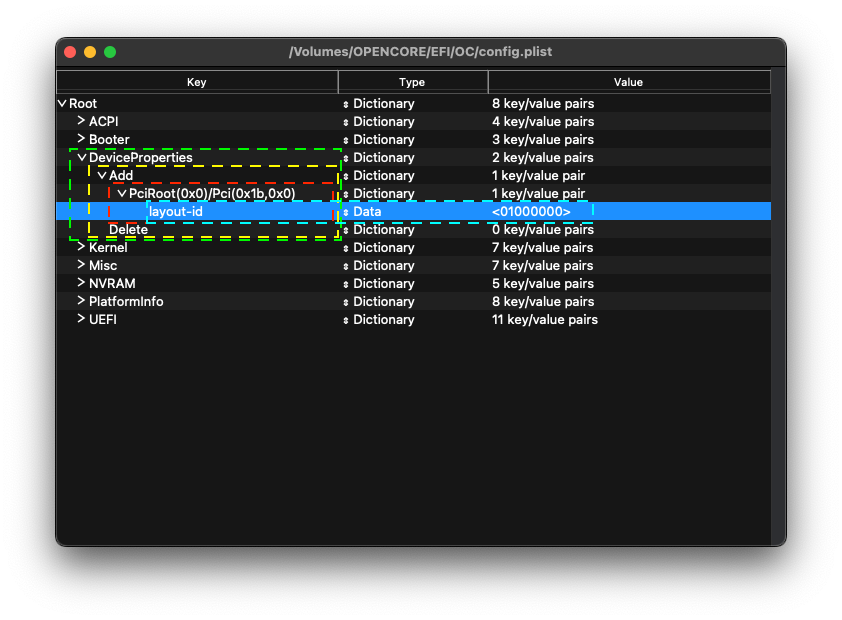 /Volumes/OPENCORE/EFI/OC/config.plist
Key Type Value
Root Dictionary 8 key/value pairs
ACPI Dictionary 4 key/value pairs
Booter Dictionary 3 key/value pairs
DeviceProperties Dictionary 2 key/value pairs
Add Dictionary 1 key/value pair
PciRoot(0x0)/Pci(0x1b,0x0) Dictionary 1 key/value pair
layout-id Data <01000000>
Delete Dictionary 0 key/value pairs
Kernel Dictionary 7 key/value pairs
Misc Dictionary 7 key/value pairs
NVRAM Dictionary 5 key/value pairs
PlatformInfo Dictionary 8 key/value pairs
UEFI Dictionary 11 key/value pairs